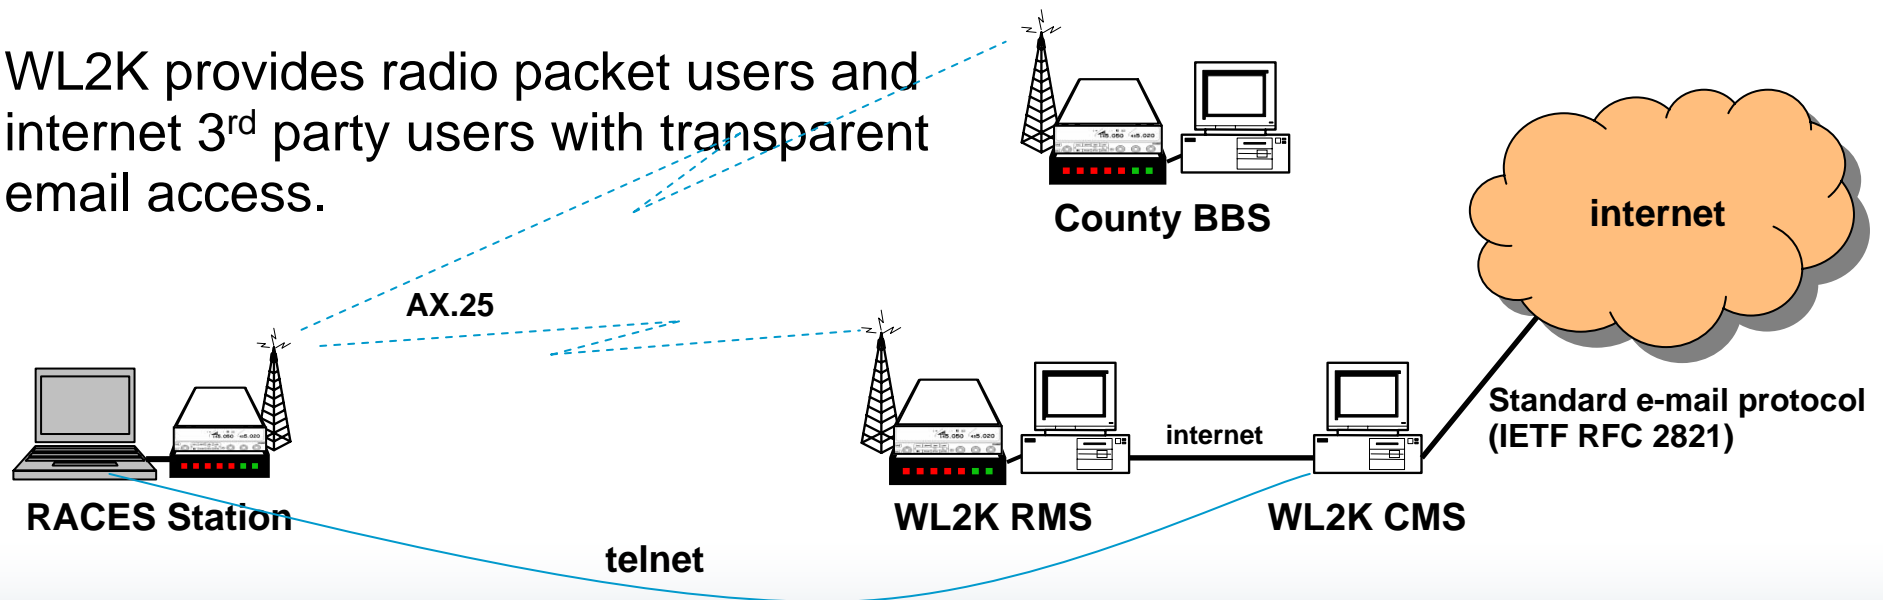 WL2K provides radio packet users and
internet 3rd party users with transparent
email access.
County BBS
internet
AX.25
Standard e-mail protocol
(IETF RFC 2821)
internet
RACES Station
WL2K RMS
WL2K CMS
telnet